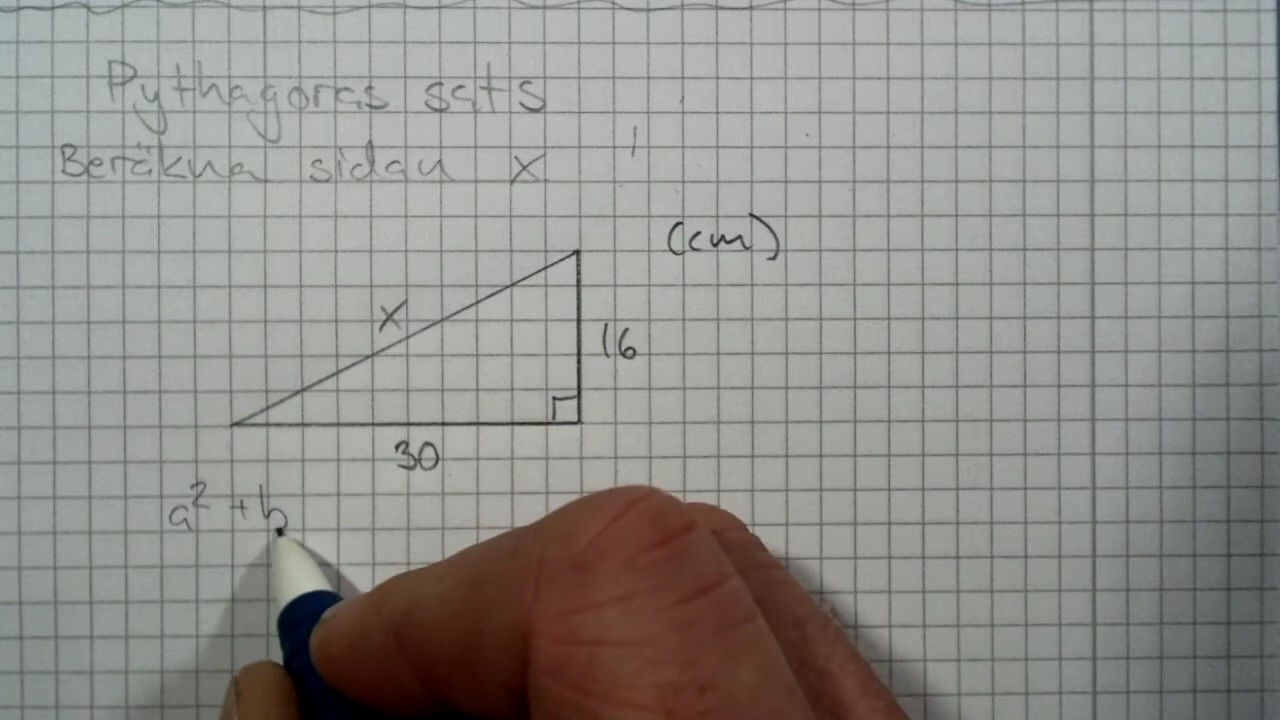 Pythagoras sats
Beräkna sidan x
(cm)
x
16
30
a² + b